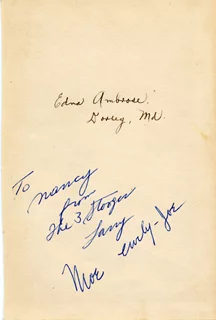 Edna Ambrose.
Dorsey, Md.
To Nancy
from
The 3 Stooges
Larry
Moe
Curly-Joe